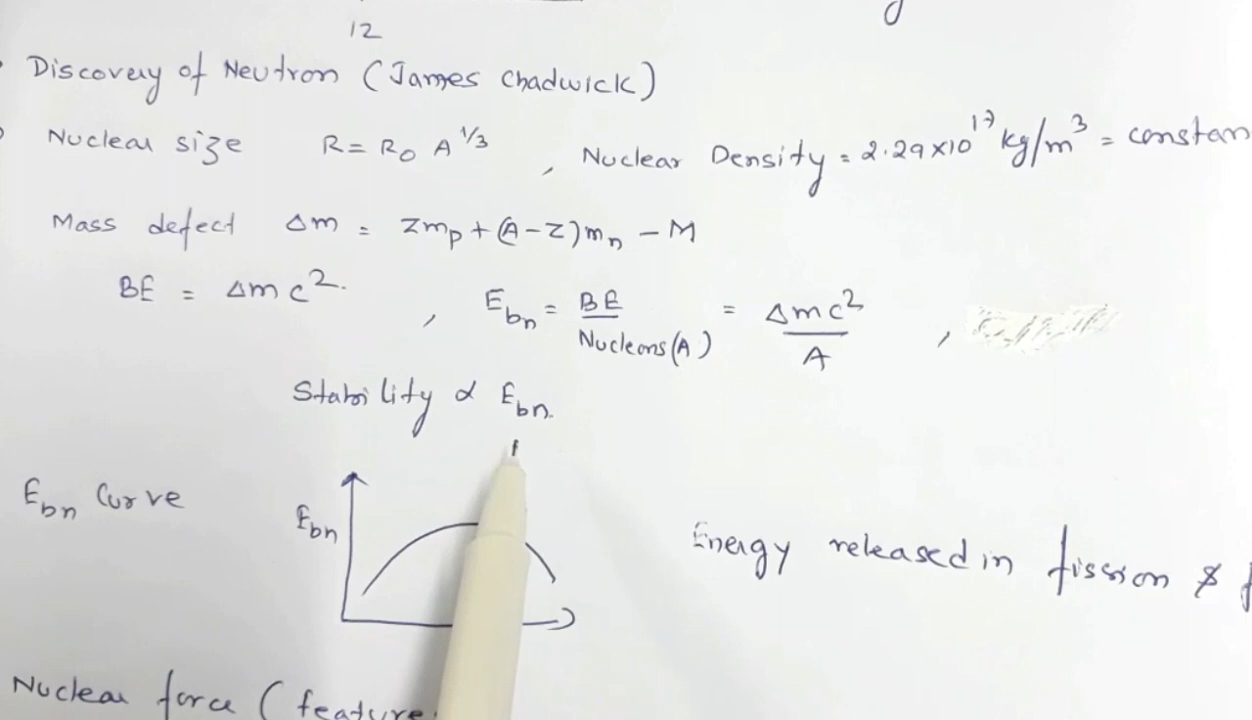 12
Discovery of Neutron (James Chadwick)
Nuclear size R = R₀ A^1/3 , Nuclear Density = 2.29×10^17 kg/m³ = constan
Mass defect Δm = Zmp + (A-Z)mn - M
BE = Δmc². , Ebn = BE/Nucleons(A) = Δmc²/A ,
Stability ∝ Ebn.
Ebn Curve
Ebn
Energy released in fission & f
Nuclear force (feature